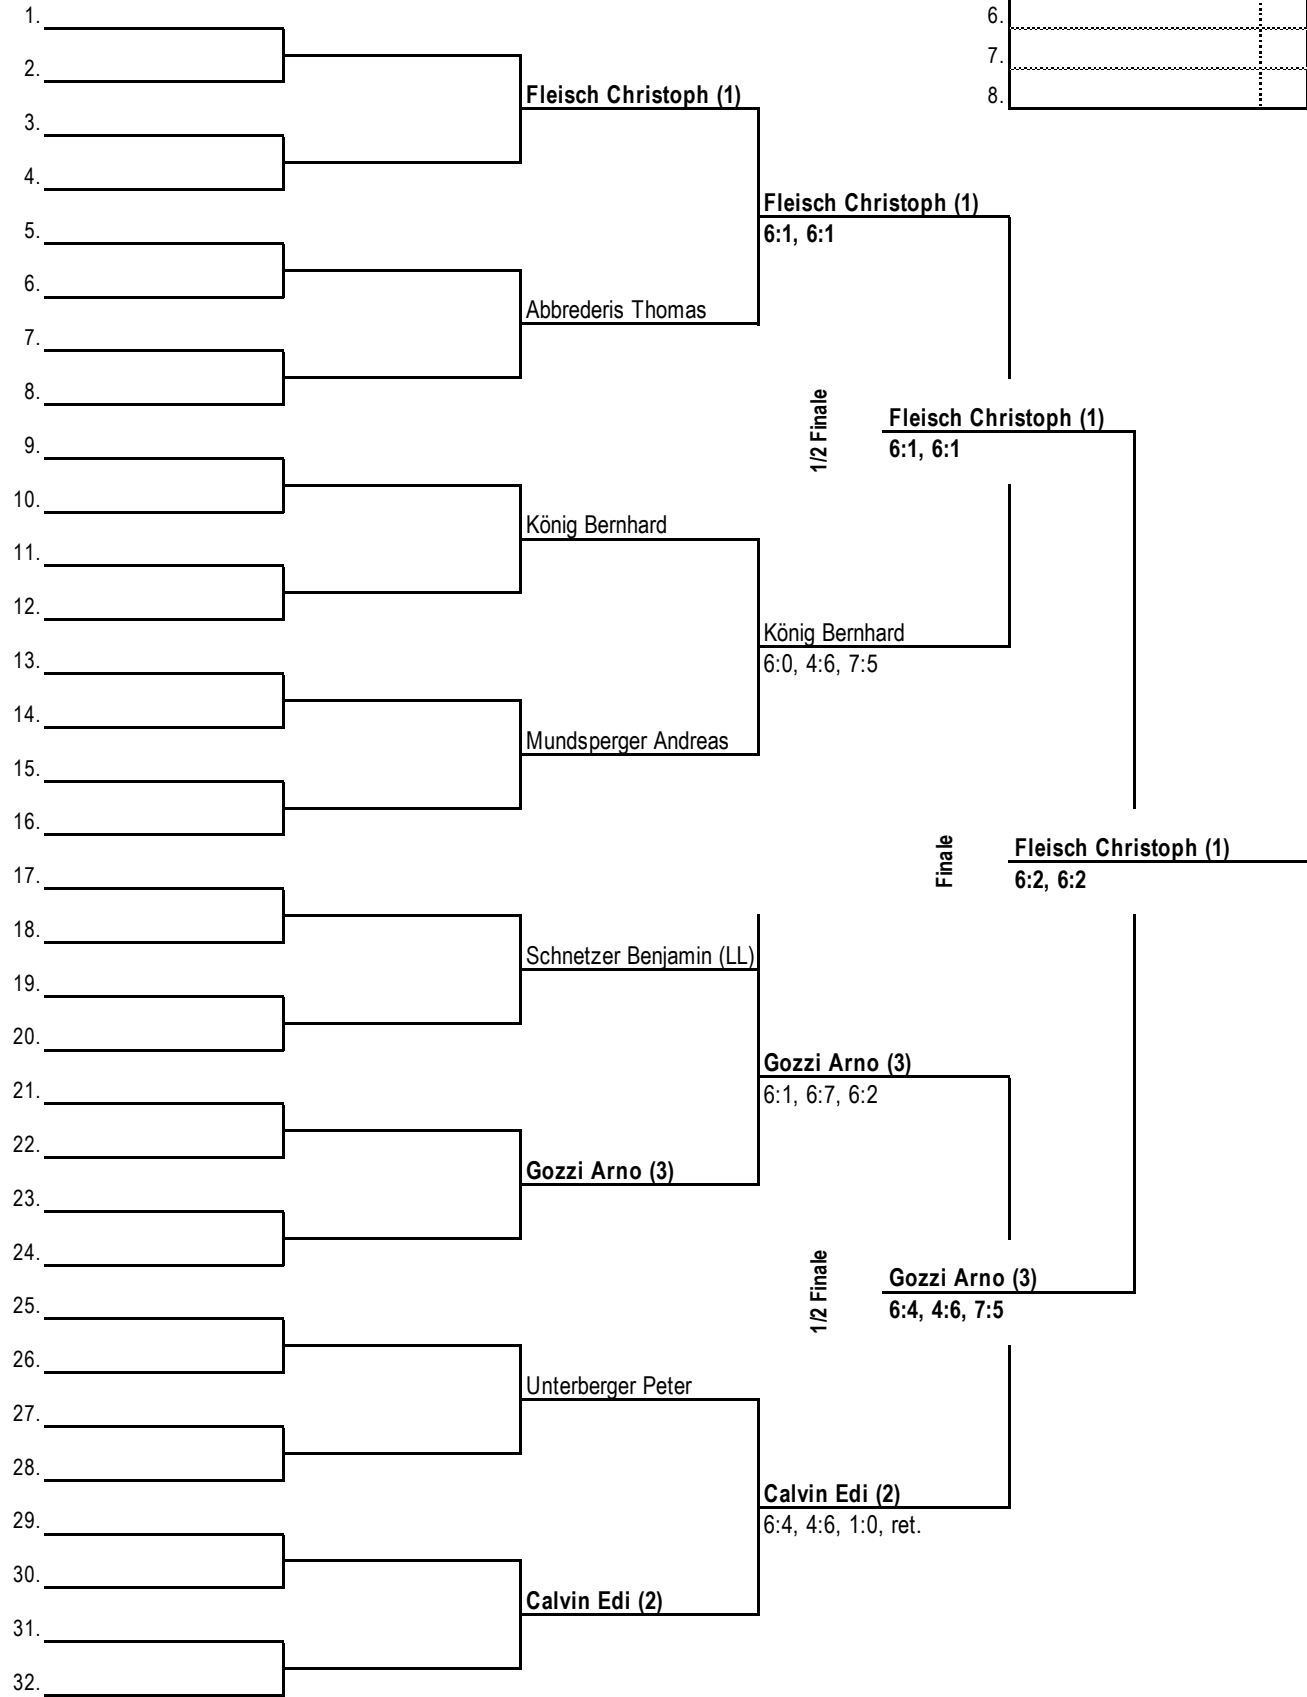 1.
6.
7.
2.
Fleisch Christoph (1)
8.
3.
4.
Fleisch Christoph (1)
5.
6:1, 6:1
6.
Abbrederis Thomas
7.
8.
1/2 Finale
Fleisch Christoph (1)
9.
6:1, 6:1
10.
König Bernhard
11.
12.
König Bernhard
13.
6:0, 4:6, 7:5
14.
Mundsperger Andreas
15.
16.
Finale
Fleisch Christoph (1)
17.
6:2, 6:2
18.
Schnetzer Benjamin (LL)
19.
20.
Gozzi Arno (3)
21.
6:1, 6:7, 6:2
22.
Gozzi Arno (3)
23.
24.
1/2 Finale
Gozzi Arno (3)
25.
6:4, 4:6, 7:5
26.
Unterberger Peter
27.
28.
Calvin Edi (2)
29.
6:4, 4:6, 1:0, ret.
30.
Calvin Edi (2)
31.
32.